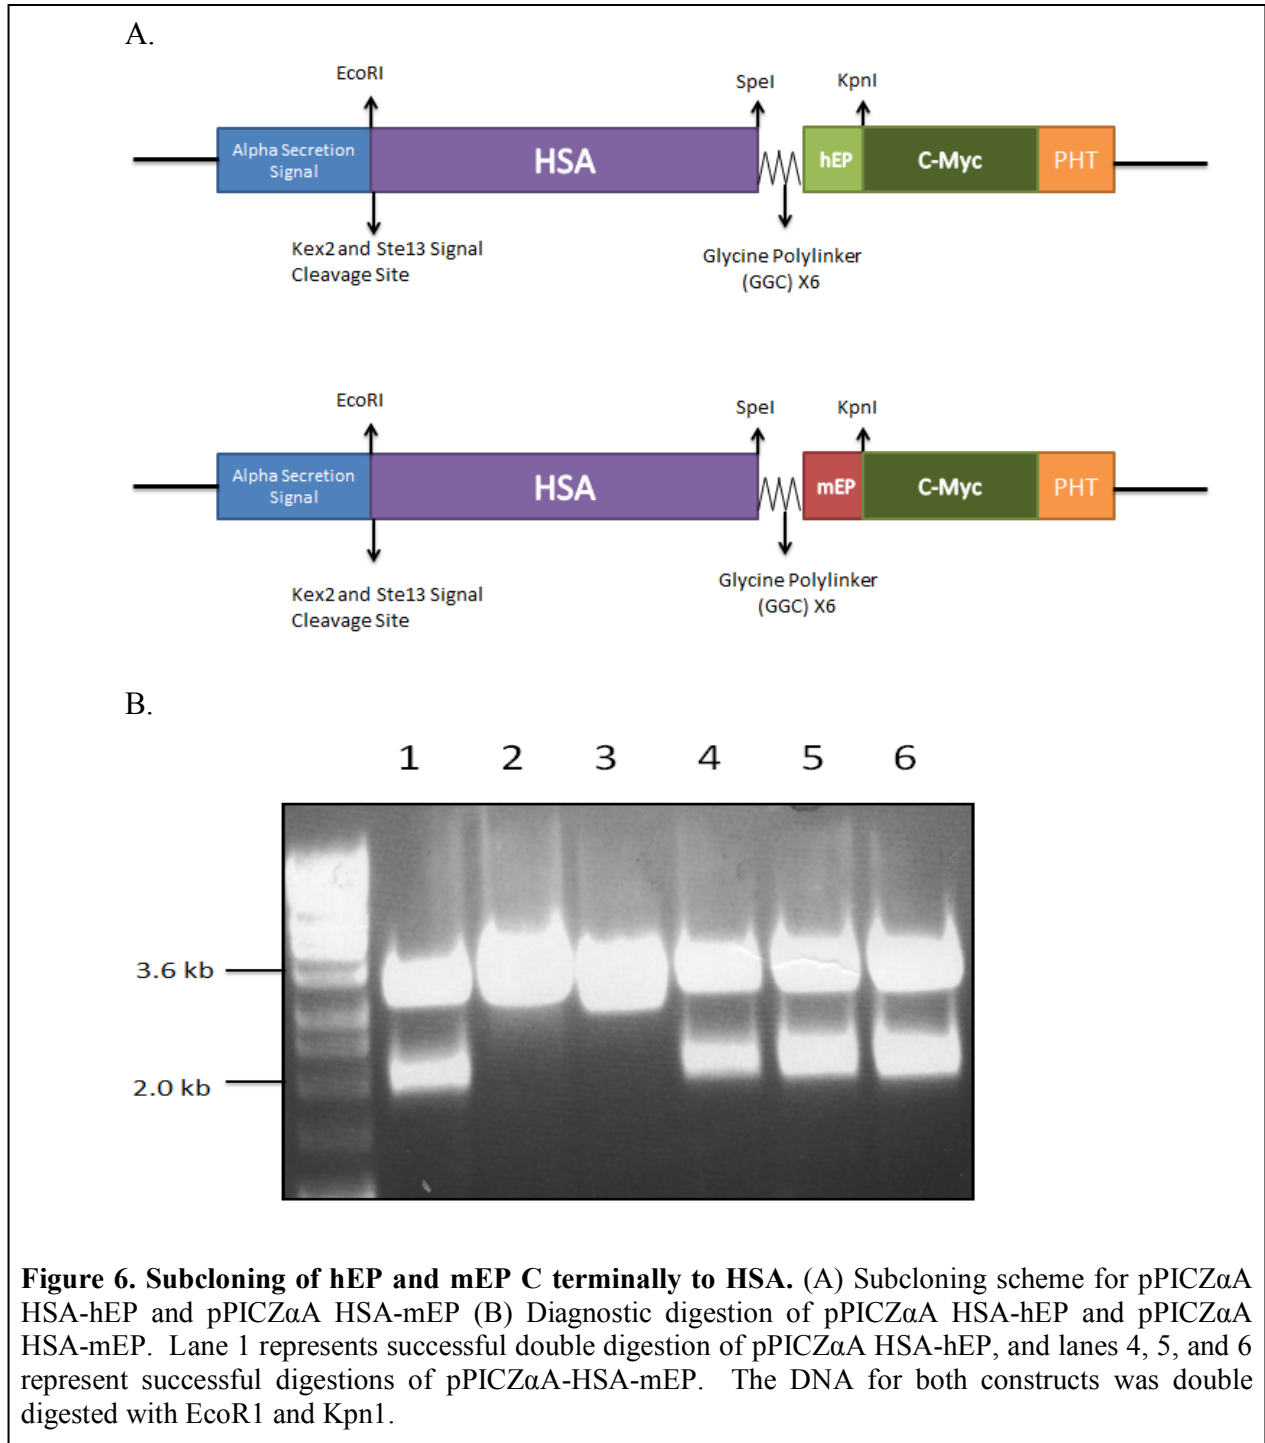 A.
EcoRI
SpeI
KpnI
Alpha Secretion
Signal
HSA
hEP
C-Myc
PHT
Kex2 and Ste13 Signal
Cleavage Site
Glycine Polylinker
(GGC) X6
EcoRI
SpeI
KpnI
Alpha Secretion
Signal
HSA
mEP
C-Myc
PHT
Kex2 and Ste13 Signal
Cleavage Site
Glycine Polylinker
(GGC) X6
B.
1 2 3 4 5 6
3.6 kb
2.0 kb
Figure 6. Subcloning of hEP and mEP C terminally to HSA. (A) Subcloning scheme for pPICZαA
HSA-hEP and pPICZαA HSA-mEP (B) Diagnostic digestion of pPICZαA HSA-hEP and pPICZαA
HSA-mEP. Lane 1 represents successful double digestion of pPICZαA HSA-hEP, and lanes 4, 5, and 6
represent successful digestions of pPICZαA-HSA-mEP. The DNA for both constructs was double
digested with EcoR1 and Kpn1.